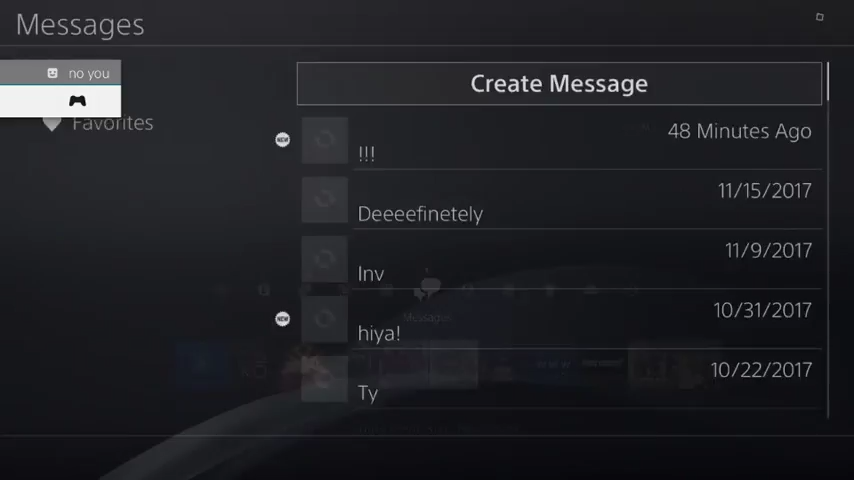 Messages
no you
Favorites
Create Message
48 Minutes Ago
NEW
!!!
11/15/2017
Deeeefinetely
11/9/2017
Inv
Messages
10/31/2017
NEW
hiya!
10/22/2017
Ty